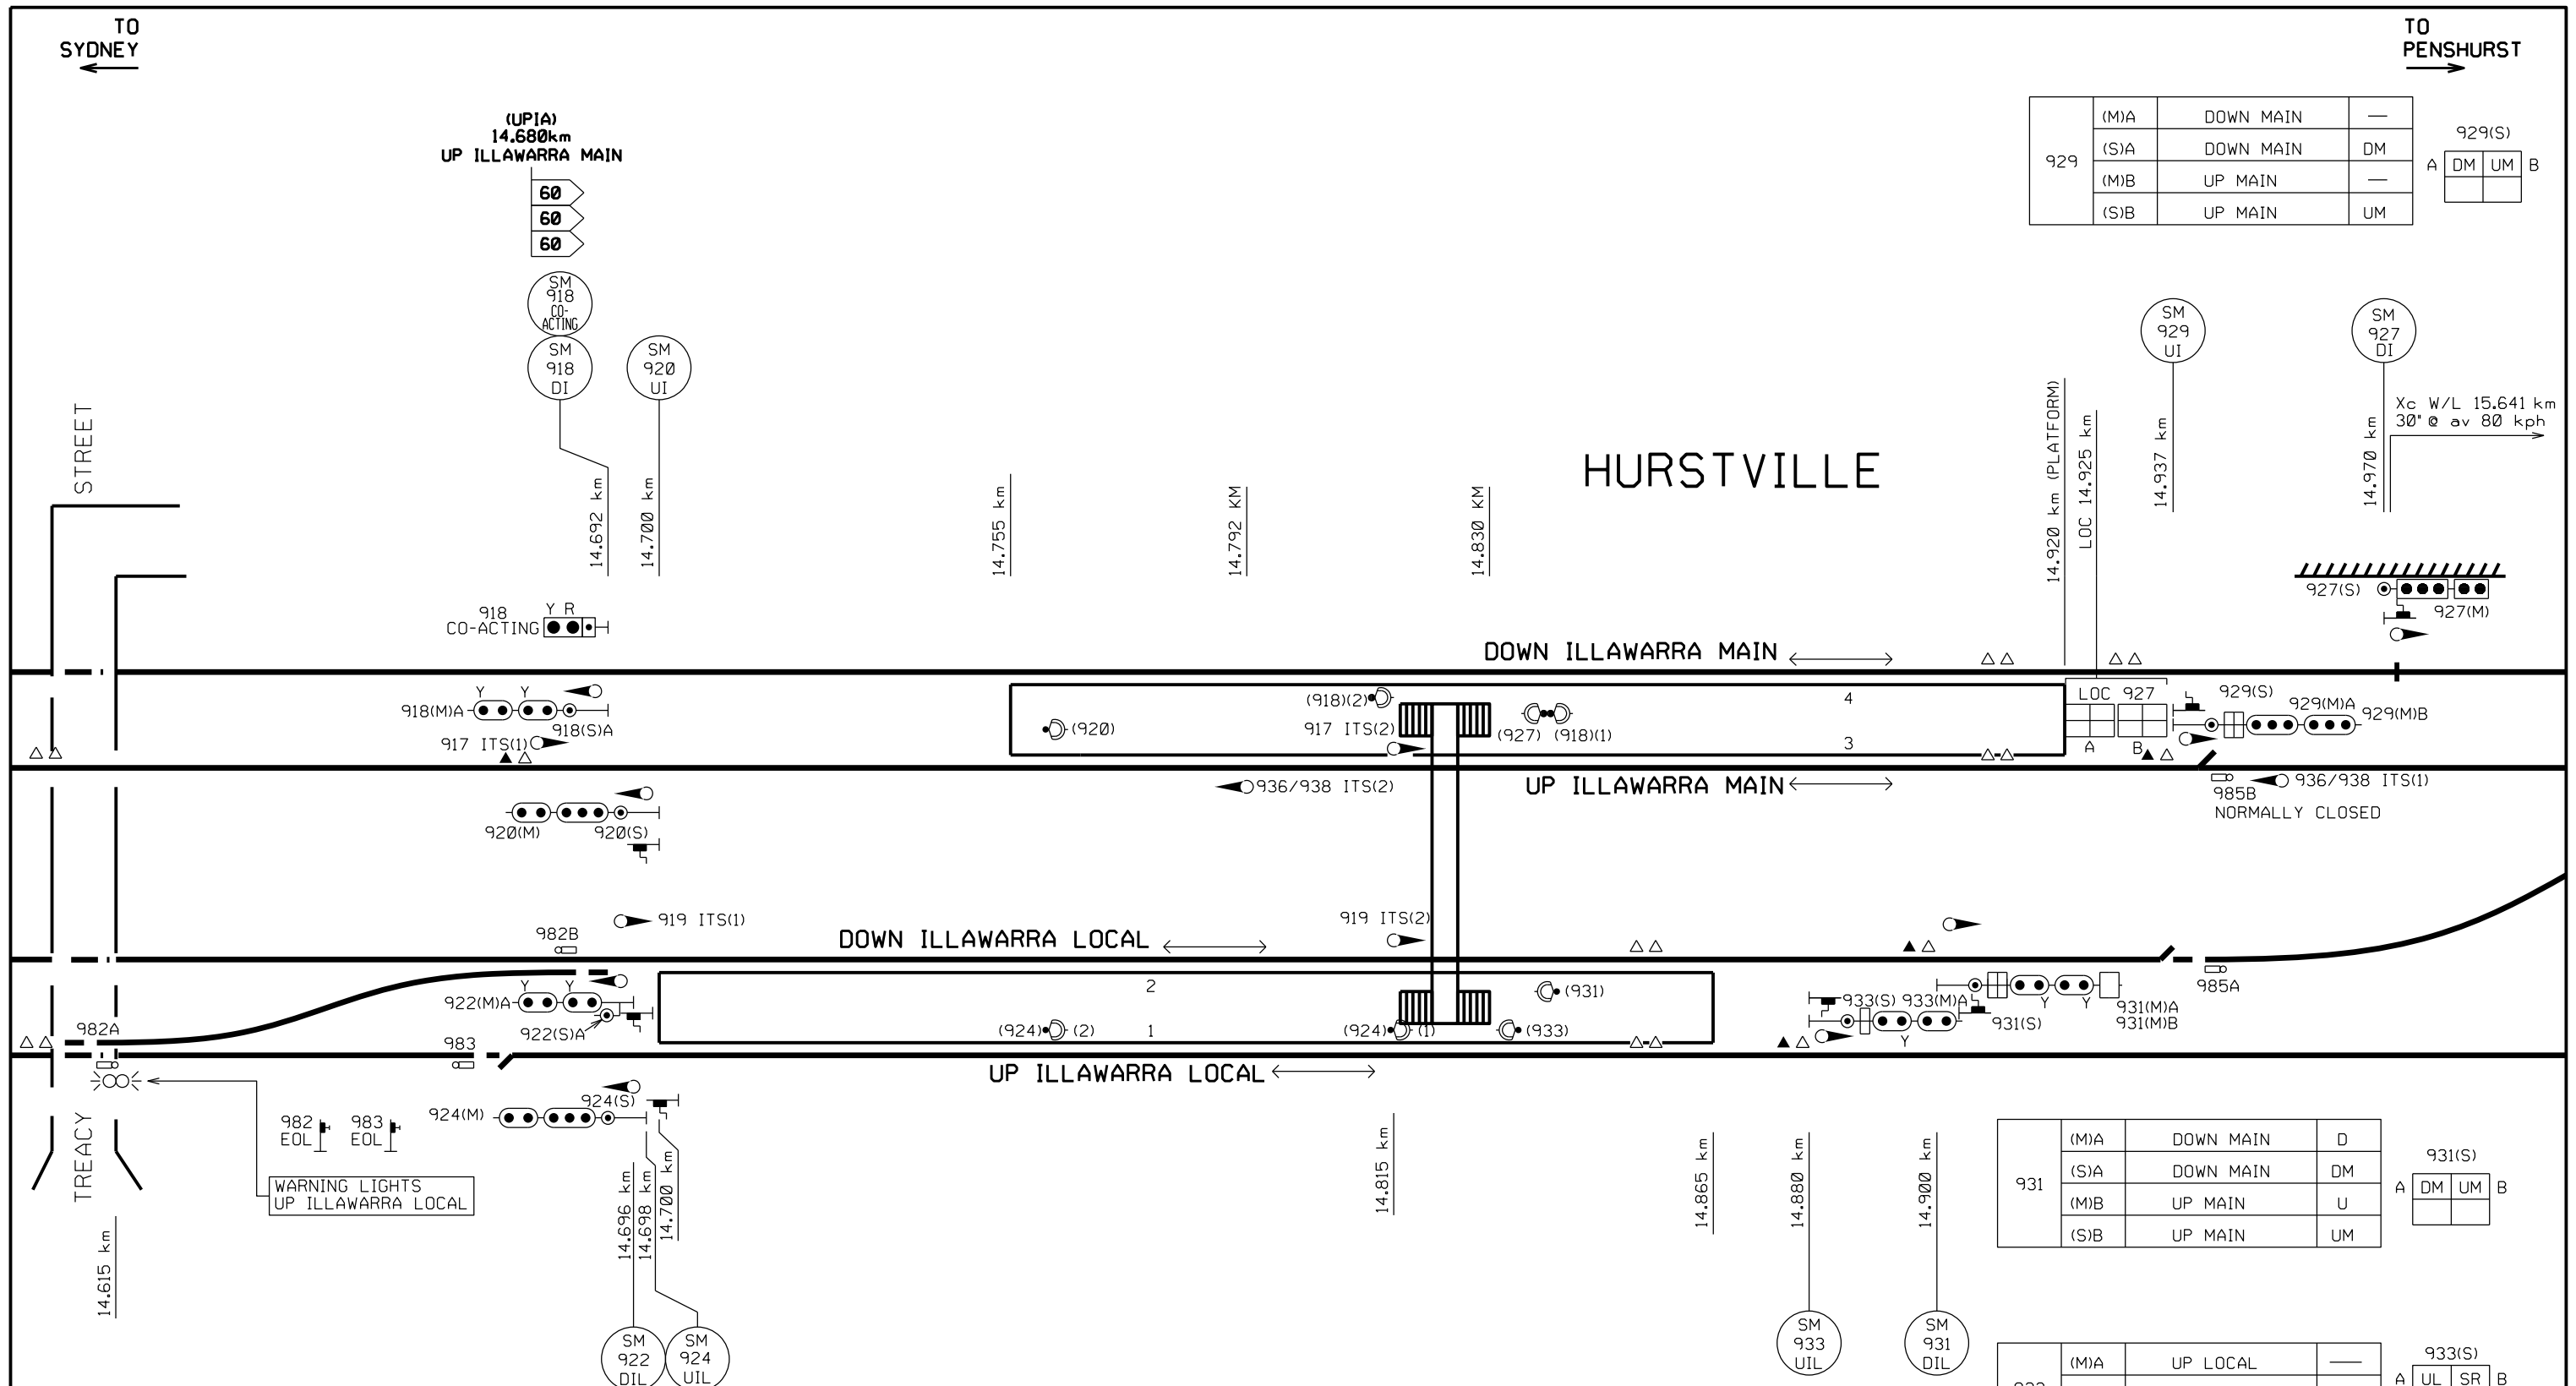 TO
SYDNEY
TO
PENSHURST
(UPIA)
14.680km
UP ILLAWARRA MAIN
60
60
60
SM
918
CO-
ACTING
SM
918
DI
SM
920
UI
929
(M)A DOWN MAIN —
(S)A DOWN MAIN DM
(M)B UP MAIN —
(S)B UP MAIN UM
929(S)
A DM UM B
SM
929
UI
SM
927
DI
Xc W/L 15.641 km
30" @ av 80 kph
STREET
14.692 km
14.700 km
14.755 km
14.792 KM
14.830 KM
HURSTVILLE
14.920 km (PLATFORM)
LOC 14.925 km
14.937 km
14.970 km
918
CO-ACTING
Y R
927(S)
927(M)
DOWN ILLAWARRA MAIN
Y Y
918(M)A
918(S)A
917 ITS(1)
(920)
(918)(2)
917 ITS(2)
(927) (918)(1)
4
3
LOC 927
A B
929(S)
929(M)A
929(M)B
UP ILLAWARRA MAIN
936/938 ITS(2)
936/938 ITS(1)
985B
NORMALLY CLOSED
920(M) 920(S)
919 ITS(1)
919 ITS(2)
982B
DOWN ILLAWARRA LOCAL
985A
Y Y
922(M)A
922(S)A
2
1
(931)
(924) (2)
(924) (1)
(933)
933(S) 933(M)A
Y
931(S)
Y Y
931(M)A
931(M)B
982A
983
UP ILLAWARRA LOCAL
924(M)
924(S)
982
EOL
983
EOL
TREACY
WARNING LIGHTS
UP ILLAWARRA LOCAL
14.615 km
14.696 km
14.698 km
14.700 km
14.815 km
14.865 km
14.880 km
14.900 km
931
(M)A DOWN MAIN D
(S)A DOWN MAIN DM
(M)B UP MAIN U
(S)B UP MAIN UM
931(S)
A DM UM B
SM
922
DIL
SM
924
UIL
SM
933
UIL
SM
931
DIL
(M)A UP LOCAL —
933(S)
A UL SR B